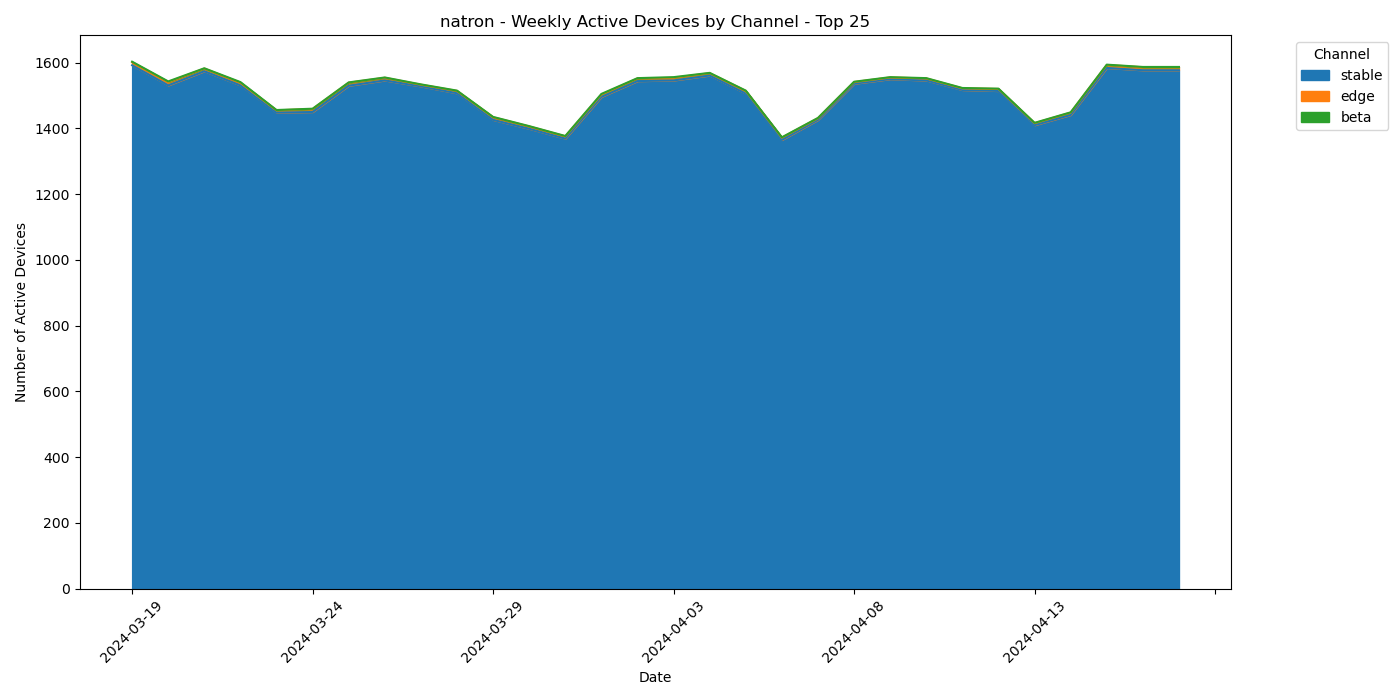 natron - Weekly Active Devices by Channel - Top 25
Channel
stable
edge
beta
Number of Active Devices
1600
1400
1200
1000
800
600
400
200
0
2024-03-19
2024-03-24
2024-03-29
2024-04-03
2024-04-08
2024-04-13
Date